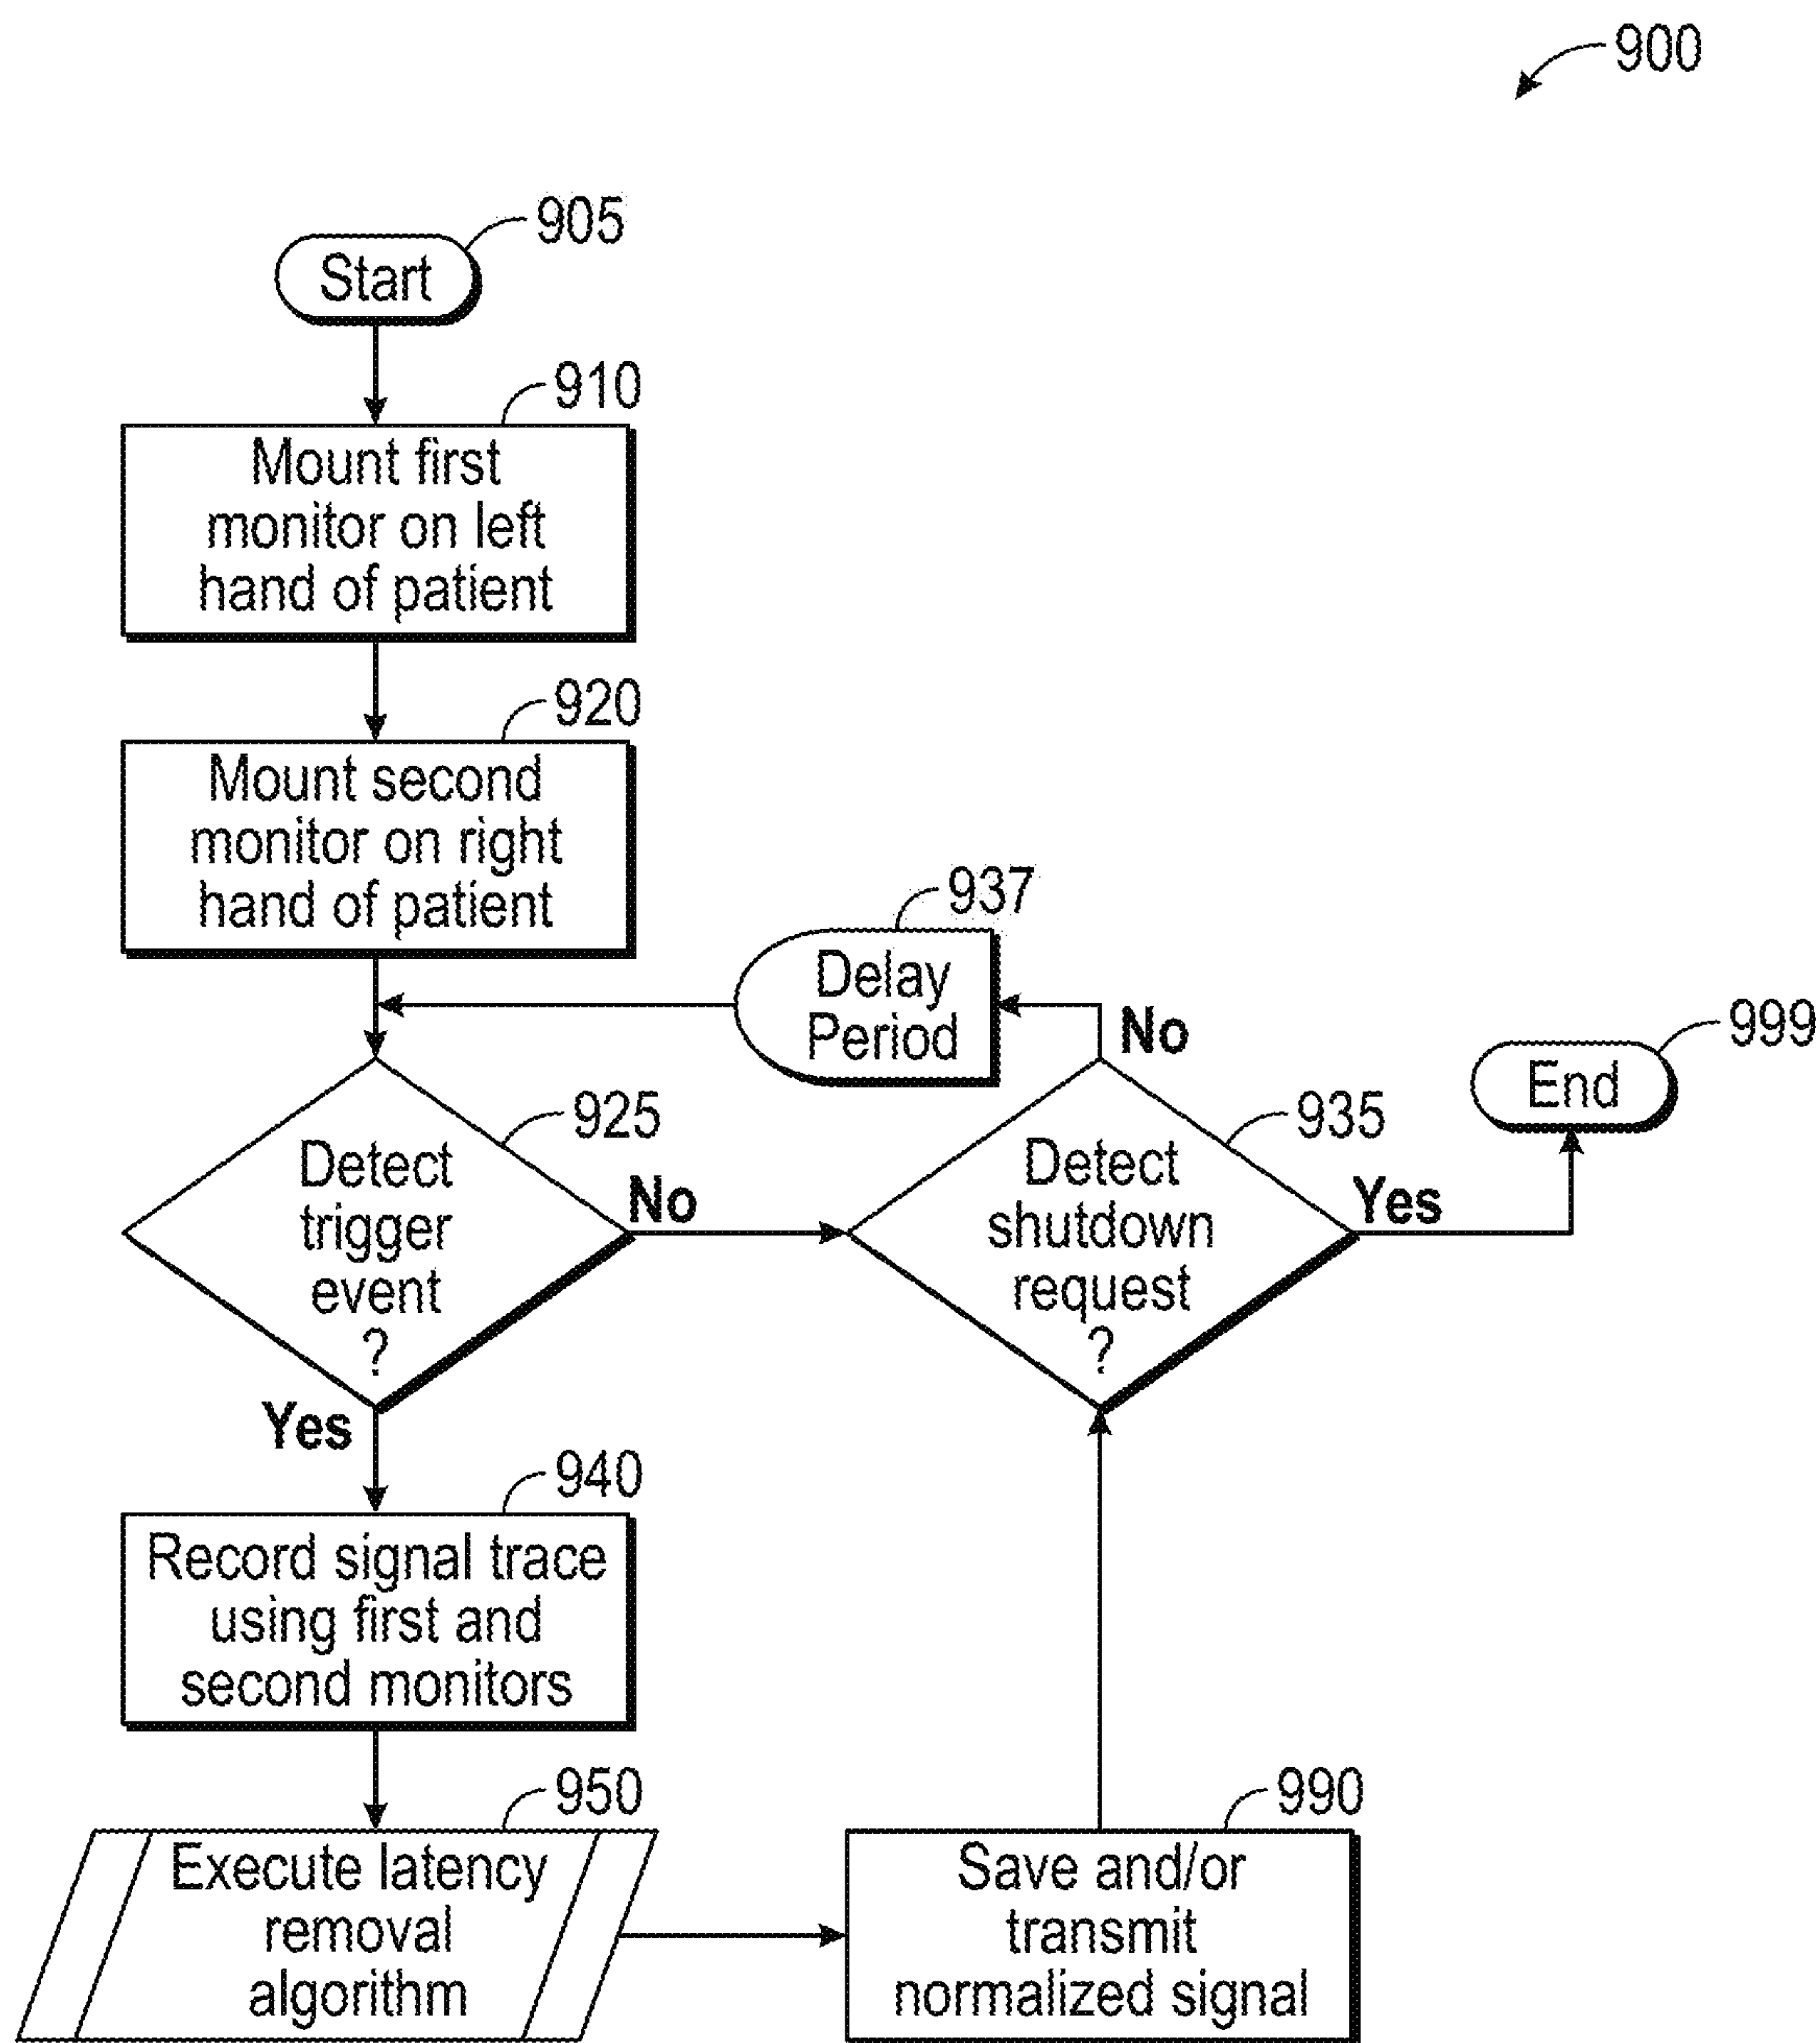 900
905
Start
910
Mount first
monitor on left
hand of patient
920
Mount second
monitor on right
hand of patient
937
Delay
Period
No
999
End
925
Detect
trigger
event
?
No
935
Detect
shutdown
request
?
Yes
Yes
940
Record signal trace
using first and
second monitors
950
Execute latency
removal
algorithm
990
Save and/or
transmit
normalized signal